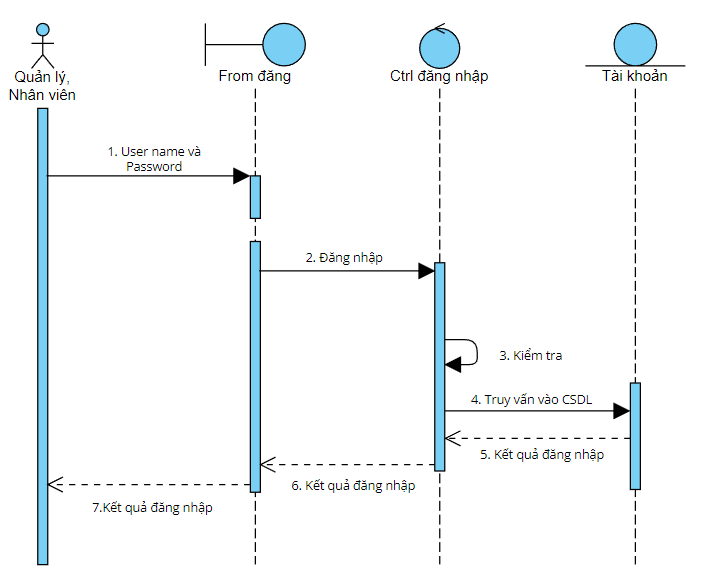 Quản lý,
Nhân viên
From đăng
Ctrl đăng nhập
Tài khoản
1. User name và
Password
2. Đăng nhập
3. Kiểm tra
4. Truy vấn vào CSDL
5. Kết quả đăng nhập
6. Kết quả đăng nhập
7.Kết quả đăng nhập